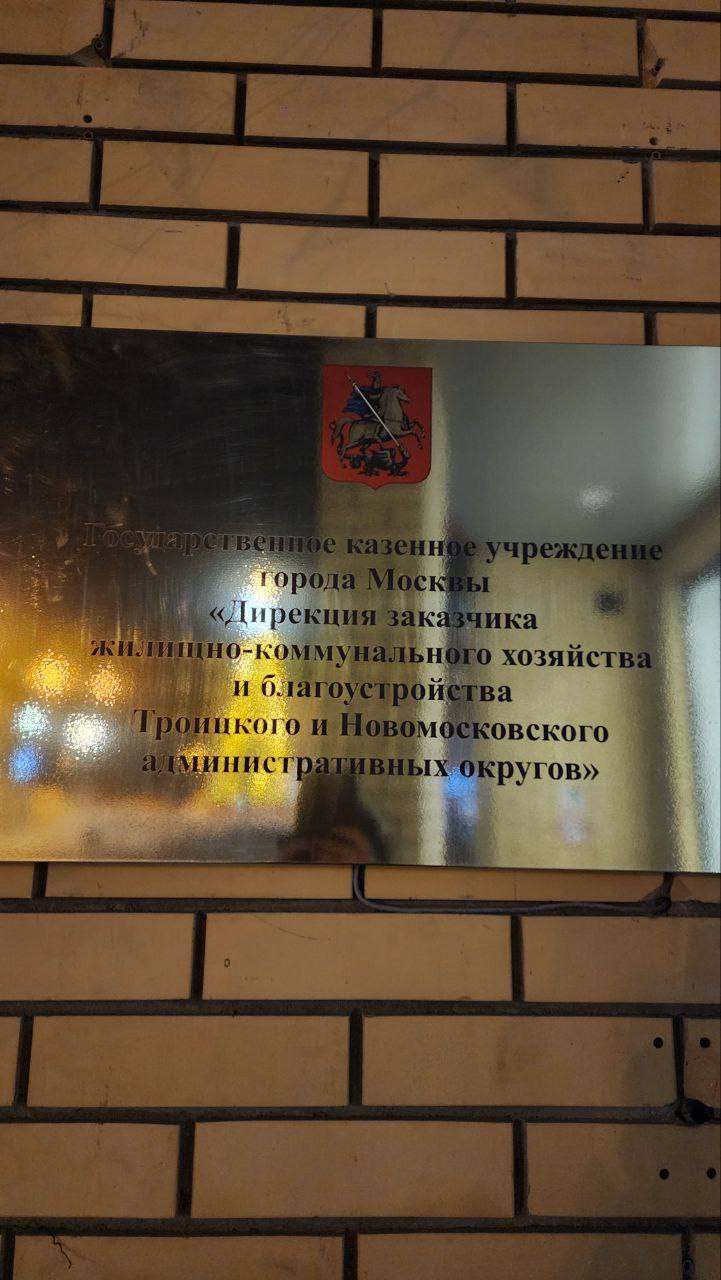 Государственное казенное учреждение
города Москвы
«Дирекция заказчика
жилищно-коммунального хозяйства
и благоустройства
Троицкого и Новомосковского
административных округов»